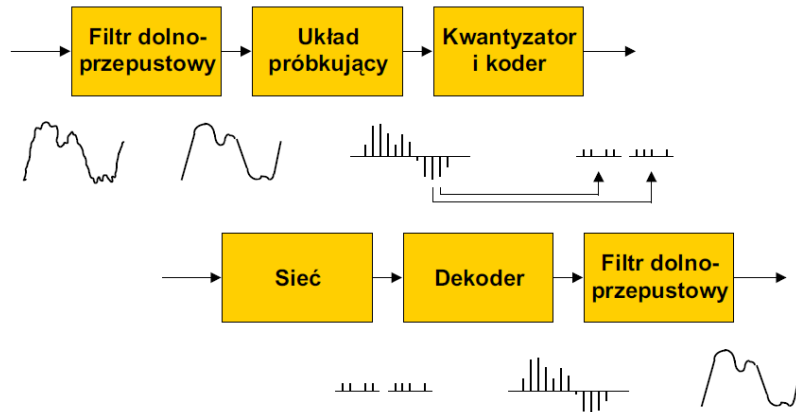 Filtr dolno-
przepustowy
Układ
próbkujący
Kwantyzator
i koder
Sieć
Dekoder
Filtr dolno-
przepustowy